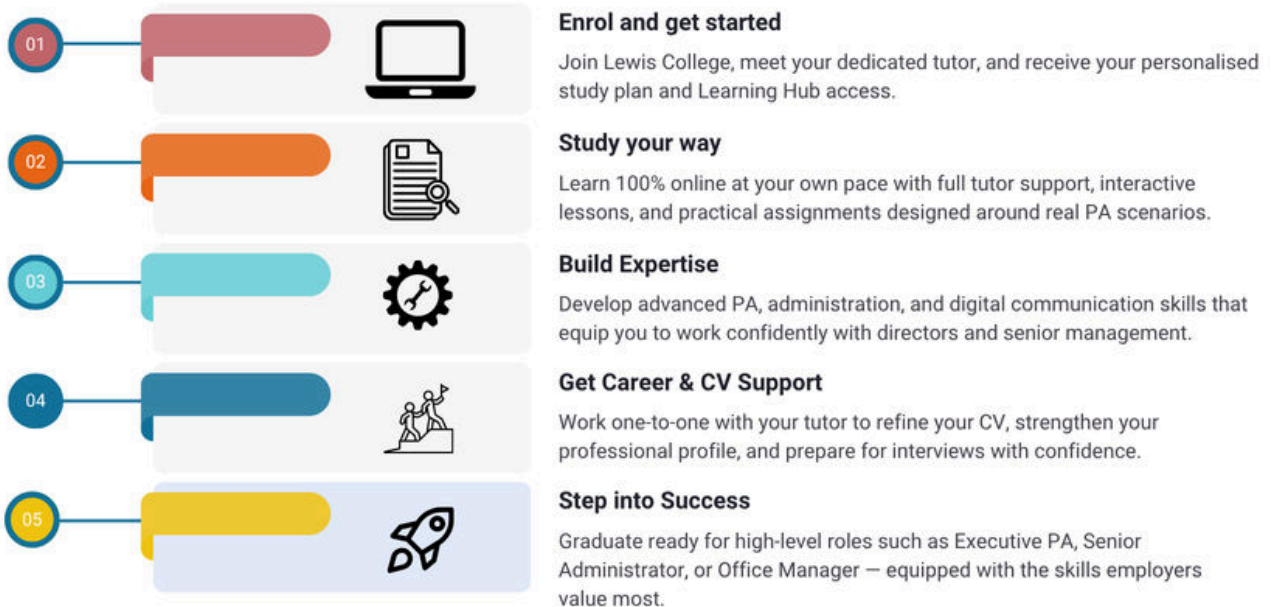 01
Enrol and get started
Join Lewis College, meet your dedicated tutor, and receive your personalised
study plan and Learning Hub access.
02
Study your way
Learn 100% online at your own pace with full tutor support, interactive
lessons, and practical assignments designed around real PA scenarios.
03
Build Expertise
Develop advanced PA, administration, and digital communication skills that
equip you to work confidently with directors and senior management.
04
Get Career & CV Support
Work one-to-one with your tutor to refine your CV, strengthen your
professional profile, and prepare for interviews with confidence.
05
Step into Success
Graduate ready for high-level roles such as Executive PA, Senior
Administrator, or Office Manager — equipped with the skills employers
value most.